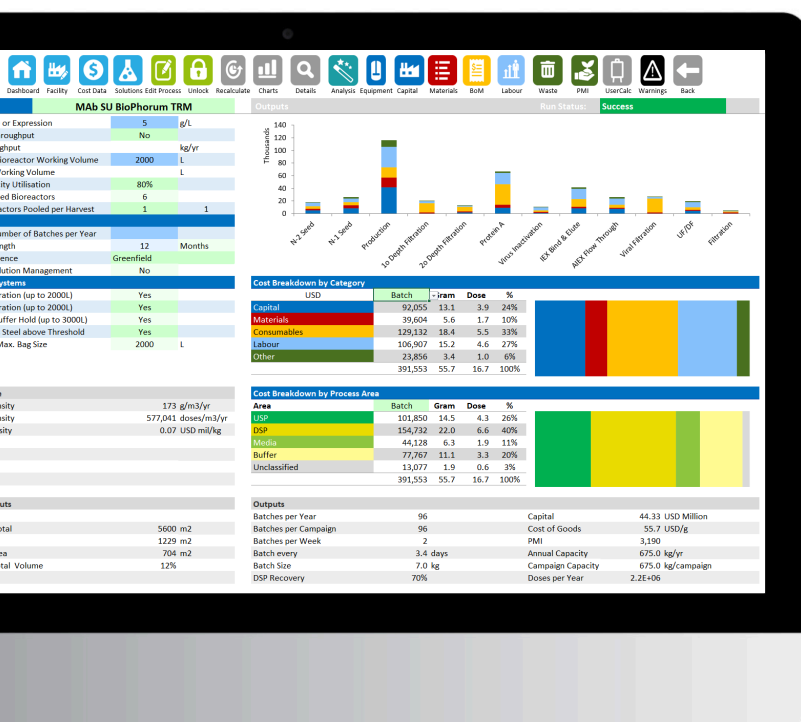 Dashboard Facility Cost Data Solutions Edit Process Unlock Recalculate Charts Details Analysis Equipment Capital Materials BoM Labour Waste PMI UserCalc Warnings Back
MAb SU BioPhorum TRM
Outputs Run Status: Success
or Expression 5 g/L
roughput No
ghput kg/yr
ioreactor Working Volume 2000 L
orking Volume L
ity Utilisation 80%
ed Bioreactors 6
actors Pooled per Harvest 1 1
umber of Batches per Year
ngth 12 Months
ence Greenfield
lution Management No
ystems
ration (up to 2000L) Yes
ration (up to 2000L) Yes
uffer Hold (up to 3000L) Yes
Steel above Threshold Yes
Max. Bag Size 2000 L
sity 173 g/m3/yr
nsity 577,041 doses/m3/yr
sity 0.07 USD mil/kg
uts
otal 5600 m2
1229 m2
ea 704 m2
tal Volume 12%
Thousands
140
120
100
80
60
40
20
0
N-2 Seed
N-1 Seed
Production
1o Depth Filtration
2o Depth Filtration
Protein A
Virus Inactivation
IEX Bind & Elute
AIEX Flow Through
Viral Filtration
UF/DF
Filtration
Cost Breakdown by Category
USD Batch Gram Dose %
Capital 92,055 13.1 3.9 24%
Materials 39,604 5.6 1.7 10%
Consumables 129,132 18.4 5.5 33%
Labour 106,907 15.2 4.6 27%
Other 23,856 3.4 1.0 6%
391,553 55.7 16.7 100%
Cost Breakdown by Process Area
Area Batch Gram Dose %
USP 101,850 14.5 4.3 26%
DSP 154,732 22.0 6.6 40%
Media 44,128 6.3 1.9 11%
Buffer 77,767 11.1 3.3 20%
Unclassified 13,077 1.9 0.6 3%
391,553 55.7 16.7 100%
Outputs
Batches per Year 96 Capital 44.33 USD Million
Batches per Campaign 96 Cost of Goods 55.7 USD/g
Batches per Week 2 PMI 3,190
Batch every 3.4 days Annual Capacity 675.0 kg/yr
Batch Size 7.0 kg Campaign Capacity 675.0 kg/campaign
DSP Recovery 70% Doses per Year 2.2E+06